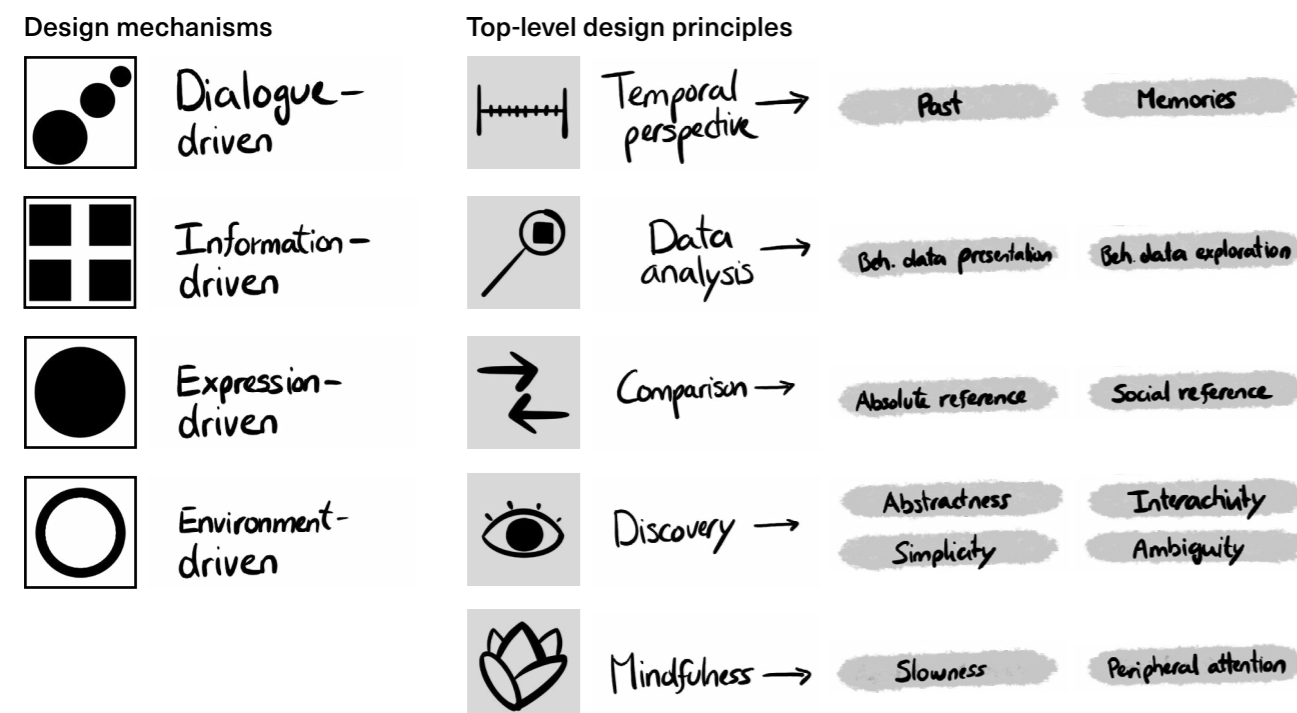 Design mechanisms
Dialogue-
driven
Information-
driven
Expression-
driven
Environment-
driven
Top-level design principles
Temporal
perspective
Past
Memories
Data
analysis
Beh. data presentation
Beh. data exploration
Comparison
Absolute reference
Social reference
Discovery
Abstractness
Interactivity
Simplicity
Ambiguity
Mindfulness
Slowness
Peripheral attention